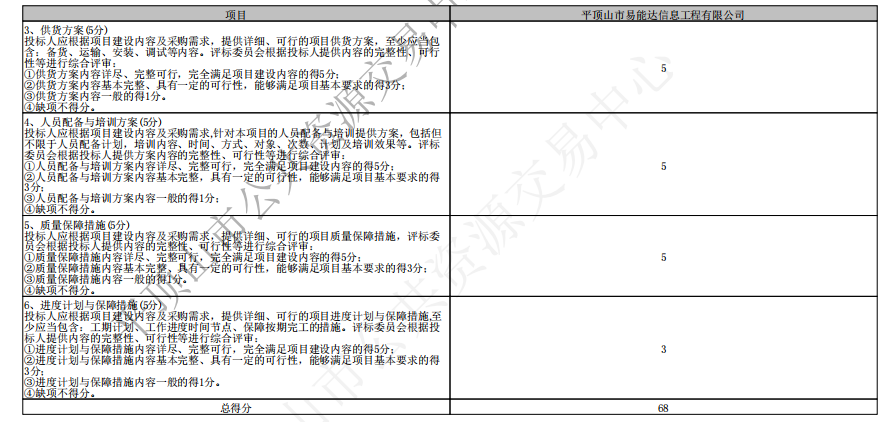 项目
平顶山市易能达信息工程有限公司
3、供货方案(5分)
投标人应根据项目建设内容及采购需求，提供详细、可行的项目供货方案，至少应当包
含：备货、运输、安装、调试等内容。评标委员会根据投标人提供内容的完整性、可行
性等进行综合评审：
①供货方案内容详尽、完整可行，完全满足项目建设内容的得5分；
②供货方案内容基本完整、具有一定的可行性，能够满足项目基本要求的得3分；
③供货方案内容一般的得1分。
④缺项不得分。
5
4、人员配备与培训方案(5分)
投标人应根据项目建设内容及采购需求,针对本项目的人员配备与培训提供方案，包括但
不限于人员配备计划，培训内容、时间、方式、对象、次数、计划及培训效果等。评标
委员会根据投标人提供方案内容的完整性、可行性等进行综合评审：
①人员配备与培训方案内容详尽、完整可行，完全满足项目建设内容的得5分；
②人员配备与培训方案内容基本完整，具有一定的可行性，能够满足项目基本要求的得
3分；
③人员配备与培训方案内容一般的得1分；
④缺项不得分。
5
5、质量保障措施(5分)
投标人应根据项目建设内容及采购需求，提供详细、可行的项目质量保障措施，评标委
员会根据投标人提供内容的完整性、可行性等进行综合评审：
①质量保障措施内容详尽、完整可行，完全满足项目建设内容的得5分；
②质量保障措施内容基本完整、具有一定的可行性，能够满足项目基本要求的得3分；
③质量保障措施内容一般的得1分。
④缺项不得分。
5
6、进度计划与保障措施(5分)
投标人应根据项目建设内容及采购需求，提供详细、可行的项目进度计划与保障措施,至
少应当包含：工期计划、工作进度时间节点、保障按期完工的措施。评标委员会根据投
标人提供内容的完整性、可行性等进行综合评审：
①进度计划与保障措施内容详尽、完整可行，完全满足项目建设内容的得5分；
②进度计划与保障措施内容基本完整、具有一定的可行性，能够满足项目基本要求的得
3分；
③进度计划与保障措施内容一般的得1分。
④缺项不得分。
3
总得分
68
平顶山市公共资源交易中心
山市公共资源交易中心